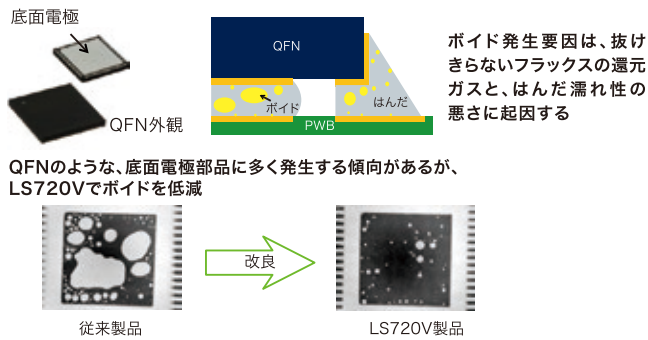 底面電極
QFN外観
QFN
ボイド
はんだ
PWB
ボイド発生要因は、抜け
きらないフラックスの還元
ガスと、はんだ濡れ性の
悪さに起因する
QFNのような、底面電極部品に多く発生する傾向があるが、
LS720Vでボイドを低減
改良
従来製品
LS720V製品